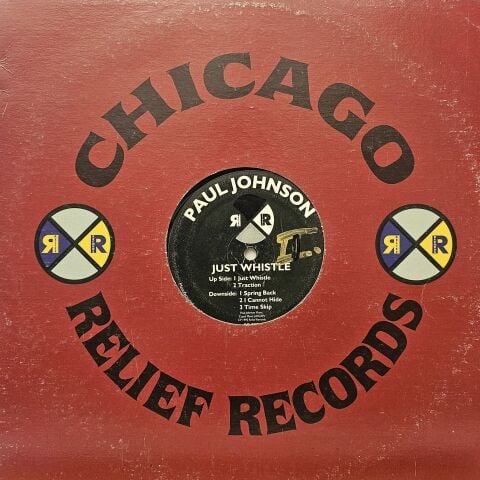 CHICAGO
PAUL JOHNSON
R R
R R
R R
JUST WHISTLE
Up Side: 1 Just Whistle
2 Traction
Downside: 1 Spring Back
2 I Cannot Hide
3 Time Skip
RELIEF RECORDS